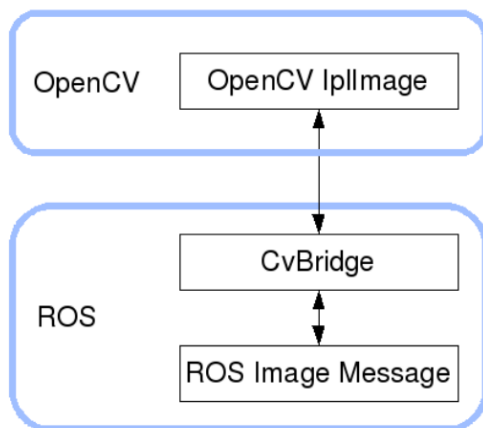 OpenCV
OpenCV IplImage
CvBridge
ROS
ROS Image Message